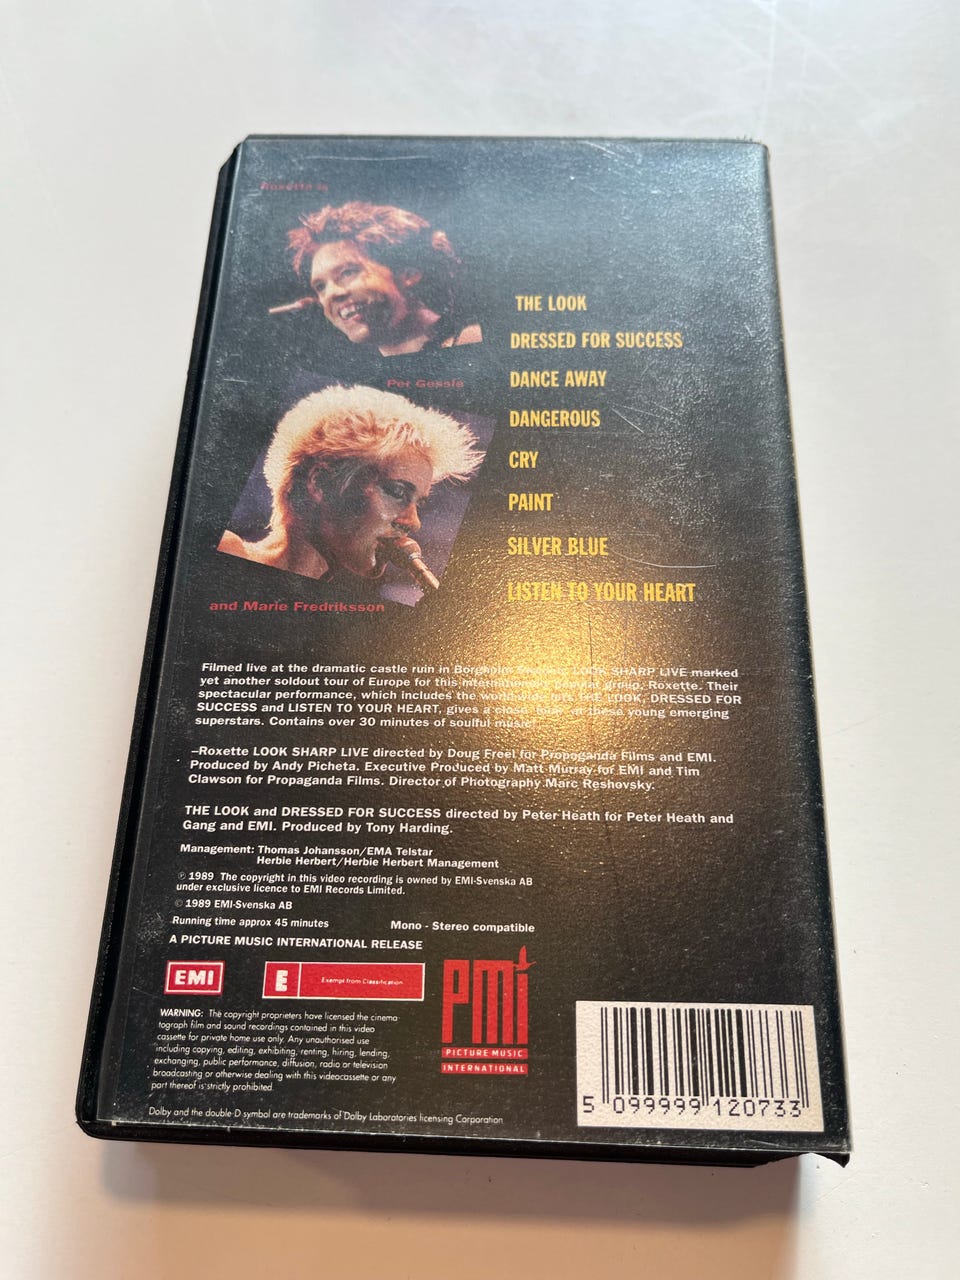 Roxette is
Per Gessle
and Marie Fredriksson
THE LOOK
DRESSED FOR SUCCESS
DANCE AWAY
DANGEROUS
CRY
PAINT
SILVER BLUE
LISTEN TO YOUR HEART
Filmed live at the dramatic castle ruin in Borgholm LOOK SHARP LIVE marked
yet another soldout tour of Europe for this group, Roxette. Their
spectacular performance, which includes the THE LOOK, DRESSED FOR
SUCCESS and LISTEN TO YOUR HEART, gives a close at these young emerging
superstars. Contains over 30 minutes of soulful music!
–Roxette LOOK SHARP LIVE directed by Doug Freel for Propaganda Films and EMI.
Produced by Andy Picheta. Executive Produced by Matt Murray for EMI and Tim
Clawson for Propaganda Films. Director of Photography Marc Reshovsky.
THE LOOK and DRESSED FOR SUCCESS directed by Peter Heath for Peter Heath and
Gang and EMI. Produced by Tony Harding.
Management: Thomas Johansson/EMA Telstar
Herbie Herbert/Herbie Herbert Management
℗ 1989 The copyright in this video recording is owned by EMI-Svenska AB
under exclusive licence to EMI Records Limited.
© 1989 EMI-Svenska AB
Running time approx 45 minutes
Mono - Stereo compatible
A PICTURE MUSIC INTERNATIONAL RELEASE
EMI
E
Exempt from Classification
PMi
PICTURE MUSIC
INTERNATIONAL
WARNING: The copyright proprieters have licensed the cinema-
tograph film and sound recordings contained in this video
cassette for private home use only. Any unauthorised use
including copying, editing, exhibiting, renting, hiring, lending,
exchanging, public performance, diffusion, radio or television
broadcasting or otherwise dealing with this videocassette or any
part thereof is strictly prohibited.
Dolby and the double-D symbol are trademarks of Dolby Laboratories licensing Corporation
5 099999 120733